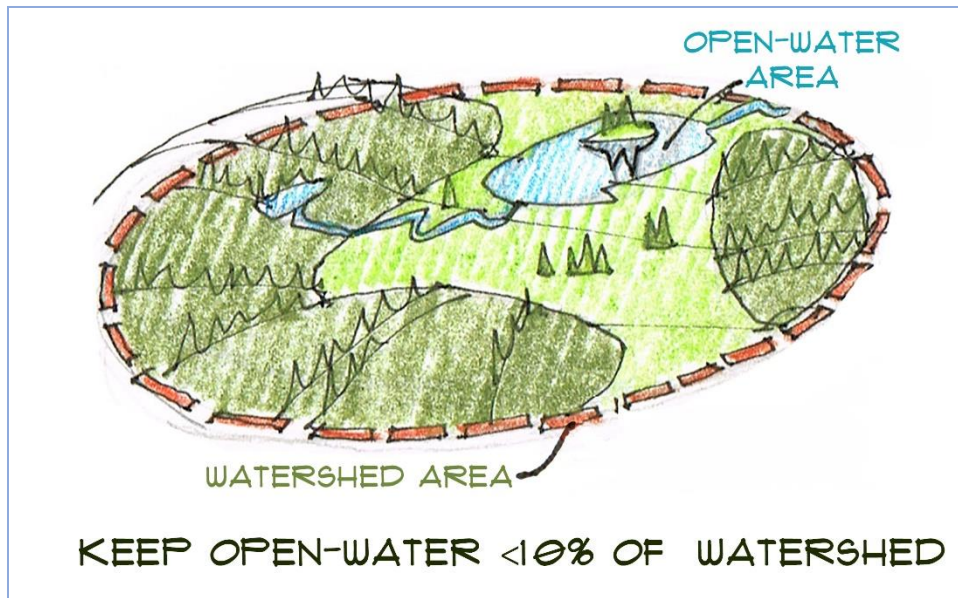 OPEN-WATER
AREA
WATERSHED AREA
KEEP OPEN-WATER <10% OF WATERSHED